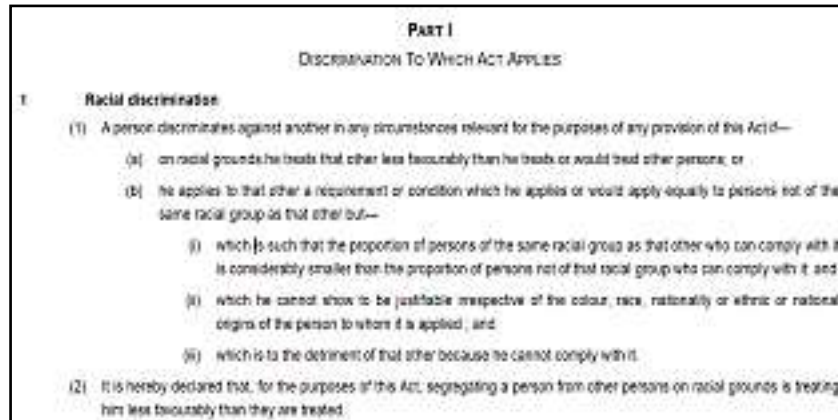 PART I
DISCRIMINATION TO WHICH ACT APPLIES
1 Racial discrimination
(1) A person discriminates against another in any circumstances relevant for the purposes of any provision of this Act if—
(a) on racial grounds he treats that other less favourably than he treats or would treat other persons; or
(b) he applies to that other a requirement or condition which he applies or would apply equally to persons not of the
same racial group as that other but—
(i) which is such that the proportion of persons of the same racial group as that other who can comply with it
is considerably smaller than the proportion of persons not of that racial group who can comply with it; and
(ii) which he cannot show to be justifiable irrespective of the colour, race, nationality or ethnic or national
origins of the person to whom it is applied; and
(iii) which is to the detriment of that other because he cannot comply with it.
(2) It is hereby declared that, for the purposes of this Act, segregating a person from other persons on racial grounds is treating
him less favourably than they are treated.